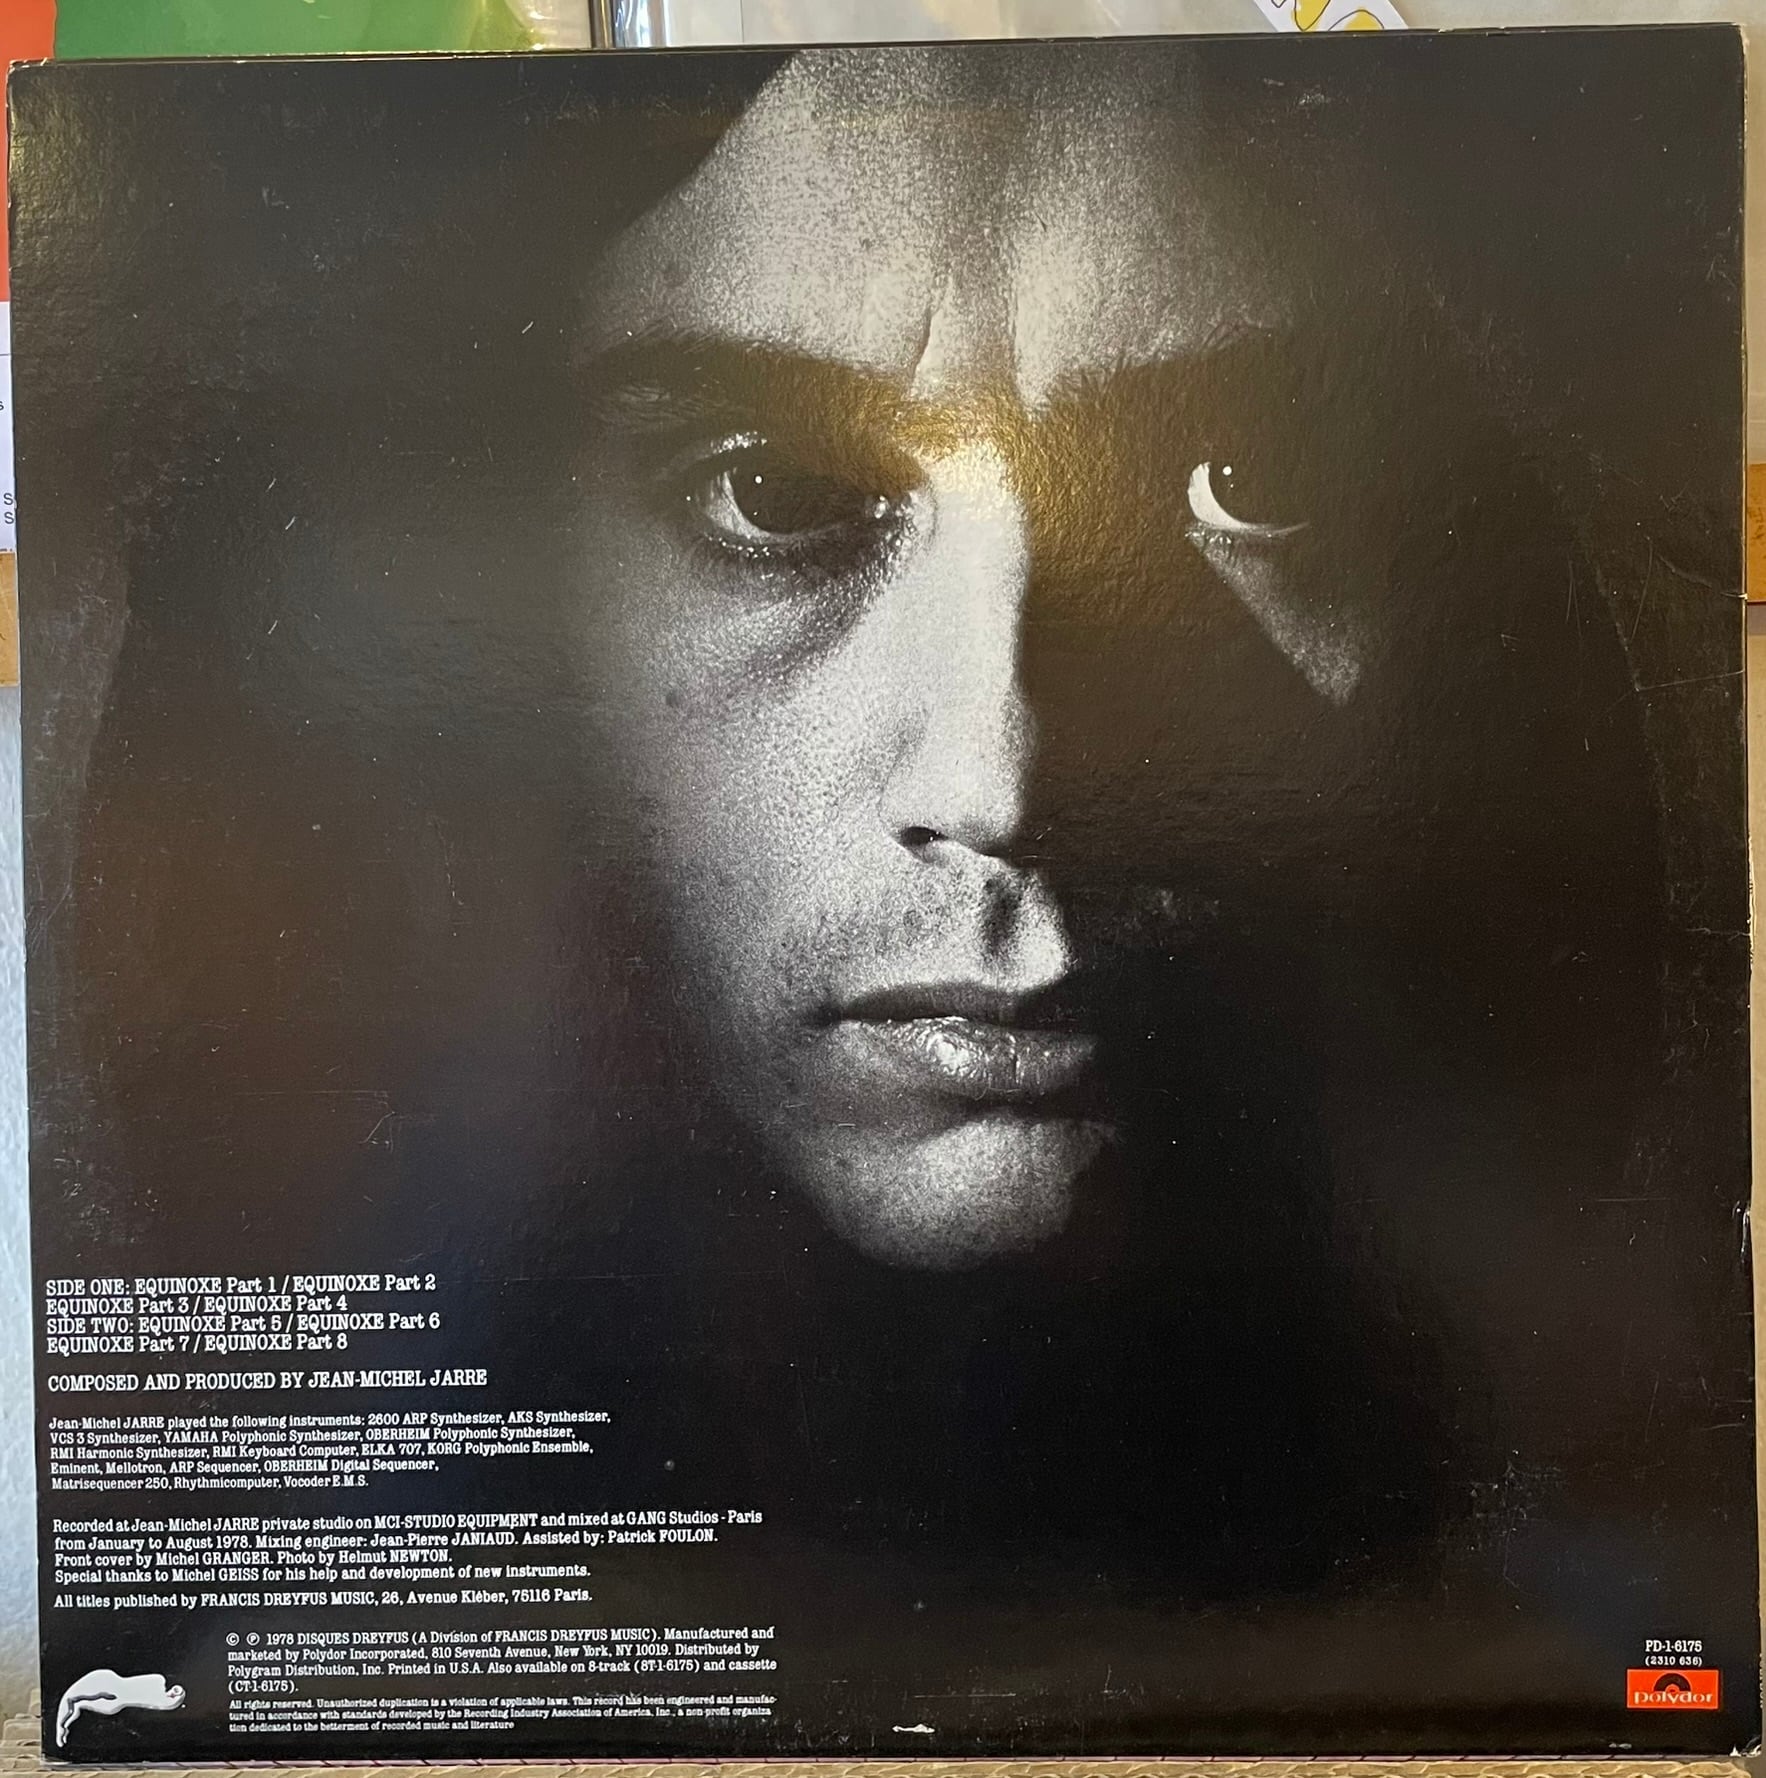 SIDE ONE: EQUINOXE Part 1 / EQUINOXE Part 2
EQUINOXE Part 3 / EQUINOXE Part 4
SIDE TWO: EQUINOXE Part 5 / EQUINOXE Part 6
EQUINOXE Part 7 / EQUINOXE Part 8
COMPOSED AND PRODUCED BY JEAN-MICHEL JARRE
Jean-Michel JARRE played the following instruments: 2600 ARP Synthesizer, AKS Synthesizer,
VCS 3 Synthesizer, YAMAHA Polyphonic Synthesizer, OBERHEIM Polyphonic Synthesizer,
RMI Harmonic Synthesizer, RMI Keyboard Computer, ELKA 707, KORG Polyphonic Ensemble,
Eminent, Mellotron, ARP Sequencer, OBERHEIM Digital Sequencer,
Matrisequencer 250, Rhythmicomputer, Vocoder E.M.S.
Recorded at Jean-Michel JARRE private studio on MCI-STUDIO EQUIPMENT and mixed at GANG Studios - Paris
from January to August 1978. Mixing engineer: Jean-Pierre JANIAUD. Assisted by: Patrick FOULON.
Front cover by Michel GRANGER. Photo by Helmut NEWTON.
Special thanks to Michel GEISS for his help and development of new instruments.
All titles published by FRANCIS DREYFUS MUSIC, 26, Avenue Kléber, 75116 Paris.
© ℗ 1978 DISQUES DREYFUS (A Division of FRANCIS DREYFUS MUSIC). Manufactured and
marketed by Polydor Incorporated, 810 Seventh Avenue, New York, NY 10019. Distributed by
Polygram Distribution, Inc. Printed in U.S.A. Also available on 8-track (8T-1-6175) and cassette
(CT-1-6175).
All rights reserved. Unauthorized duplication is a violation of applicable laws. This record has been engineered and manufac-
tured in accordance with standards developed by the Recording Industry Association of America, Inc., a non-profit organiza
tion dedicated to the betterment of recorded music and literature
PD-1-6175
(2310 636)
polydor